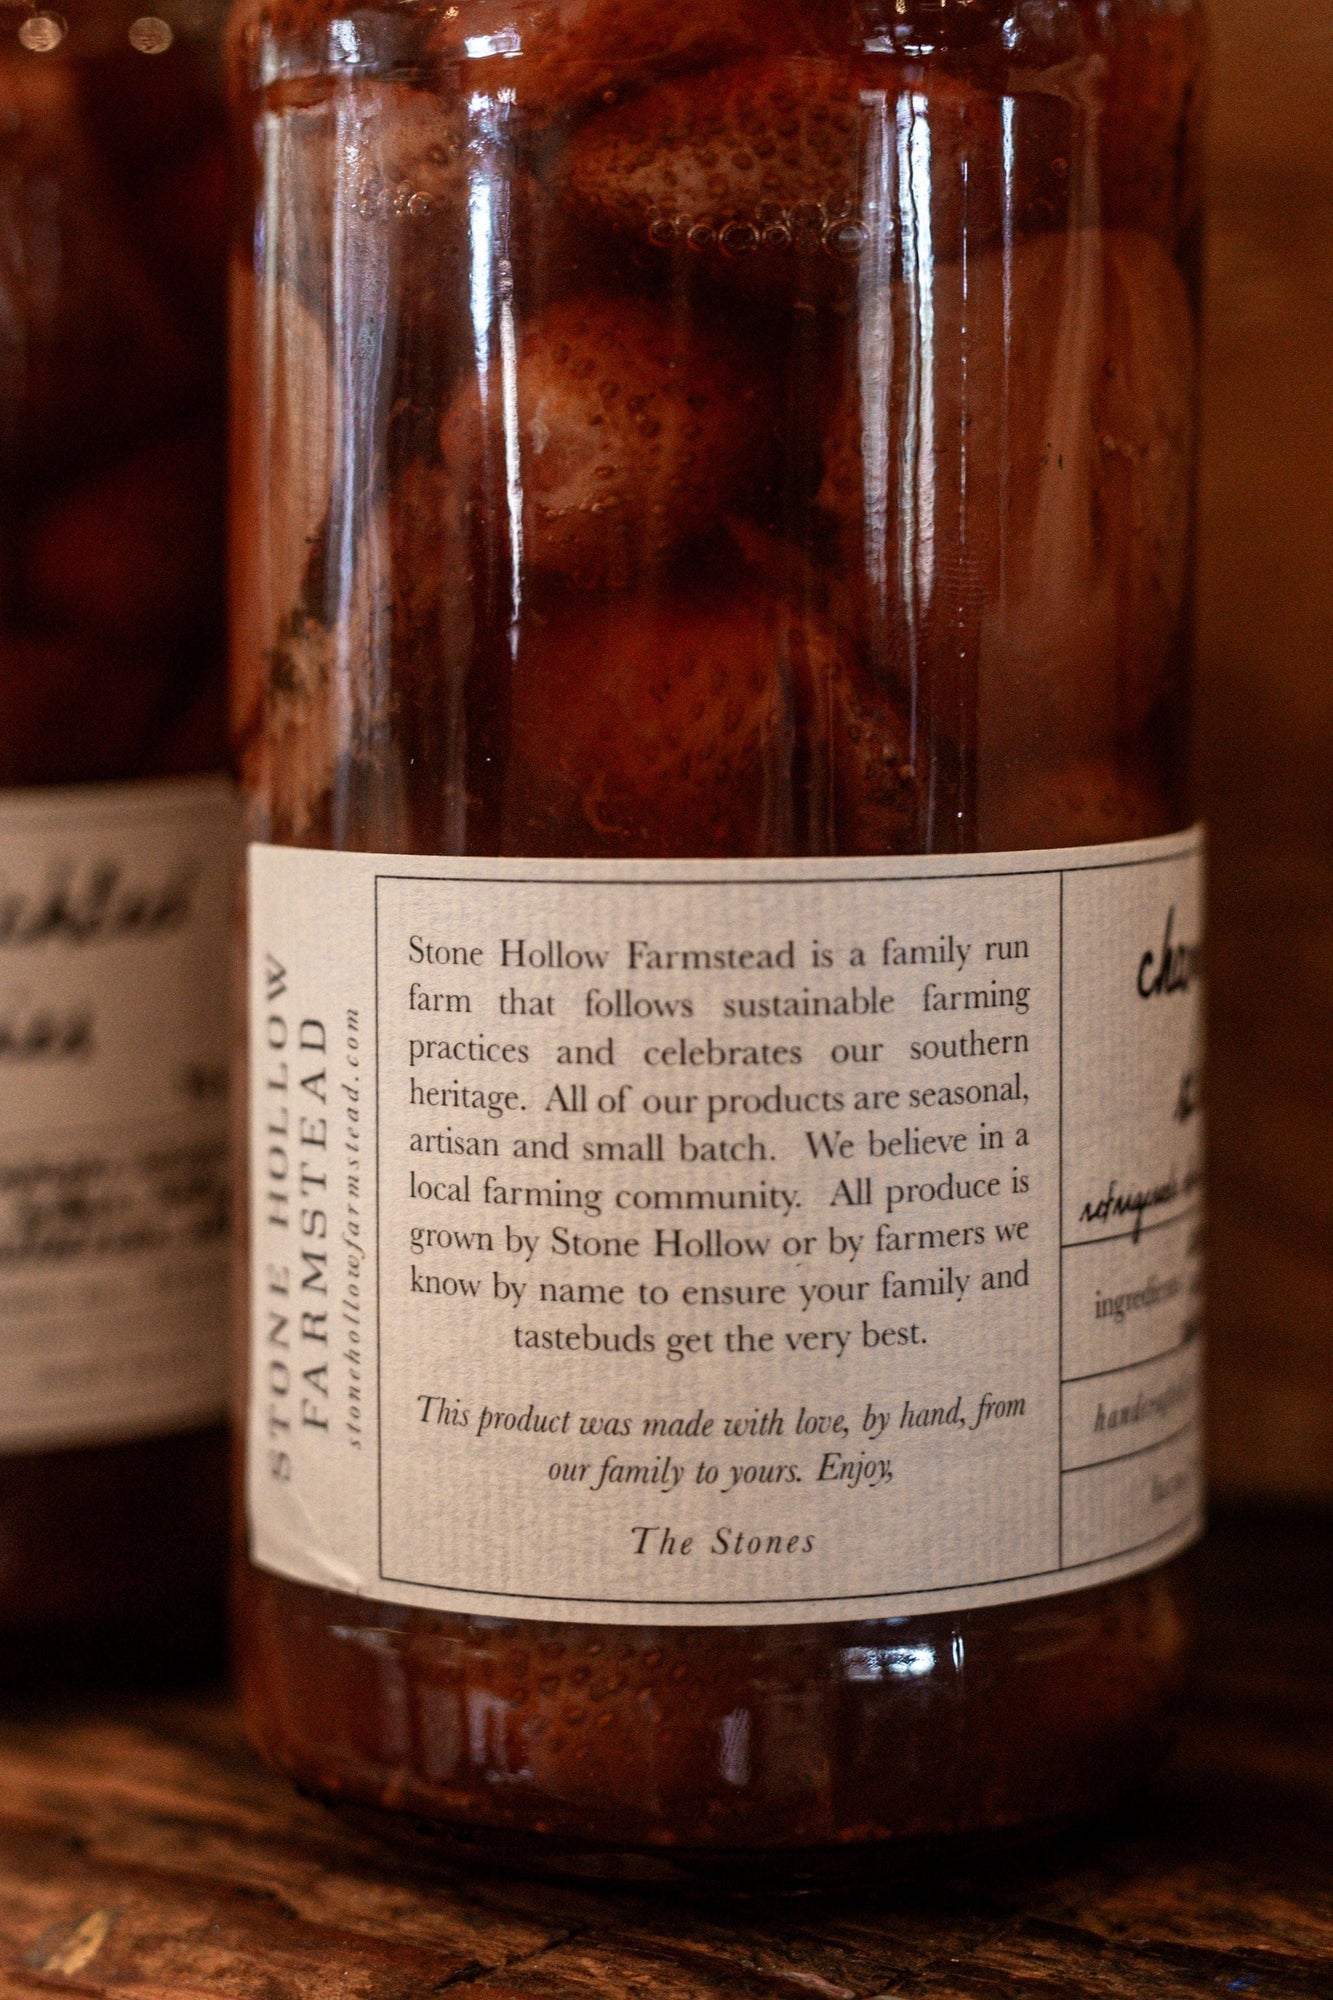 STONE HOLLOW
FARMSTEAD
stonehollowfarmstead.com
Stone Hollow Farmstead is a family run
farm that follows sustainable farming
practices and celebrates our southern
heritage. All of our products are seasonal,
artisan and small batch. We believe in a
local farming community. All produce is
grown by Stone Hollow or by farmers we
know by name to ensure your family and
tastebuds get the very best.
This product was made with love, by hand, from
our family to yours. Enjoy,
The Stones
ingredients